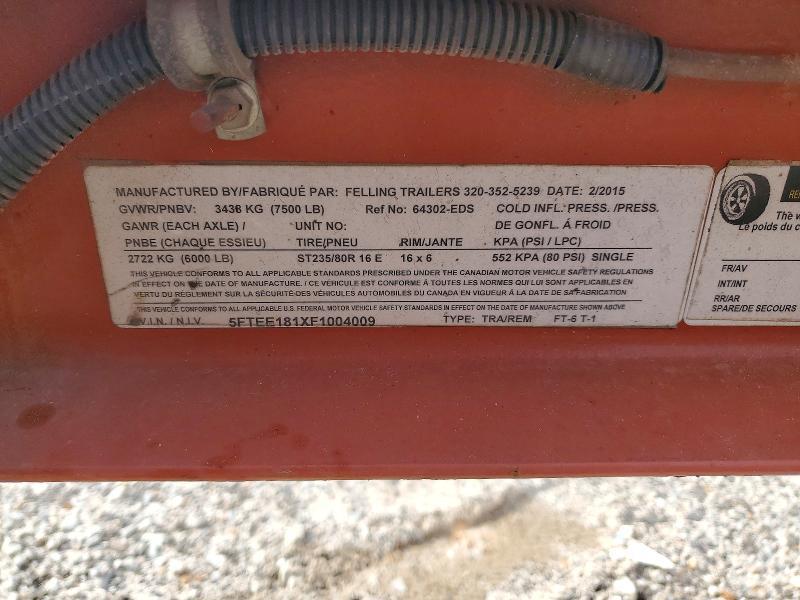 MANUFACTURED BY/FABRIQUÉ PAR: FELLING TRAILERS 320-352-5239 DATE: 2/2015
GVWR/PNBV: 3436 KG (7500 LB) Ref No: 64302-EDS COLD INFL. PRESS. /PRESS.
GAWR (EACH AXLE) / UNIT NO: DE GONFL. Á FROID
PNBE (CHAQUE ESSIEU) TIRE/PNEU RIM/JANTE KPA (PSI / LPC)
2722 KG (6000 LB) ST235/80R 16 E 16 x 6 552 KPA (80 PSI) SINGLE
THIS VEHICLE CONFORMS TO ALL APPLICABLE STANDARDS PRESCRIBED UNDER THE CANADIAN MOTOR VEHICLE SAFETY REGULATIONS
IN EFFECT ON THE DATE OF MANUFACTURE. / CE VEHICULE EST CONFORME Á TOUTES LES NORMES QUI LUI SONT APPLICABLES EN
VERTU DU RÈGLEMENT SUR LA SÉCURITÉ DES VÉHICULES AUTOMOBILES DU CANADA EN VIGUEUR Á LA DATE DE SA FABRICATION.
THIS VEHICLE CONFORMS TO ALL APPLICABLE U.S. FEDERAL MOTOR VEHICLE SAFETY STANDARDS IN EFFECT ON THE DATE OF MANUFACTURE SHOWN ABOVE
V.I.N. / N.I.V. 5FTEE181XF1004009 TYPE: TRA/REM FT-6 T-1
The
Le poids du
FR/AV
INT/INT
RR/AR
SPARE/DE SECOURS